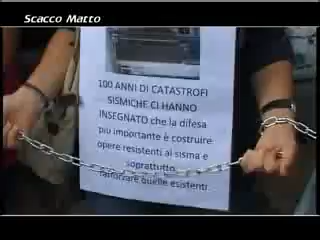 Scacco Matto
100 ANNI DI CATASTROFI
SISMICHE CI HANNO
INSEGNATO che la difesa
più importante è costruire
opere resistenti al sisma e
soprattutto
rafforzare quelle esistenti